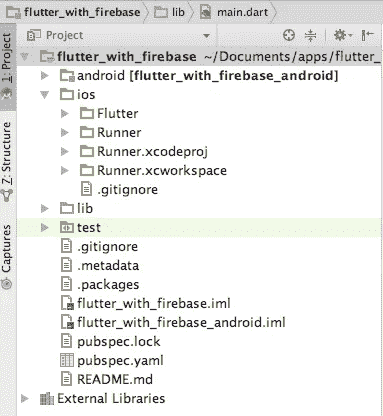 flutter_with_firebase lib main.dart
1: Project
Z: Structure
Captures
Project
flutter_with_firebase ~/Documents/apps/flutter_
android [flutter_with_firebase_android]
ios
Flutter
Runner
Runner.xcodeproj
Runner.xcworkspace
.gitignore
lib
test
.gitignore
.metadata
.packages
flutter_with_firebase.iml
flutter_with_firebase_android.iml
pubspec.lock
pubspec.yaml
README.md
External Libraries